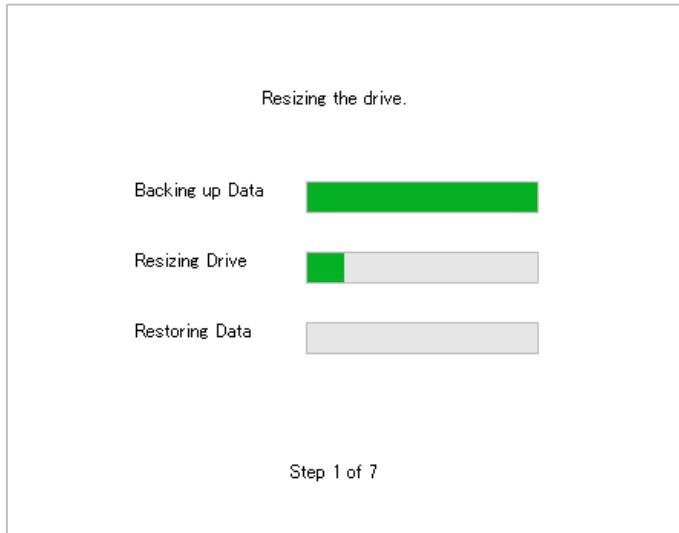 Resizing the drive.
Backing up Data
Resizing Drive
Restoring Data
Step 1 of 7